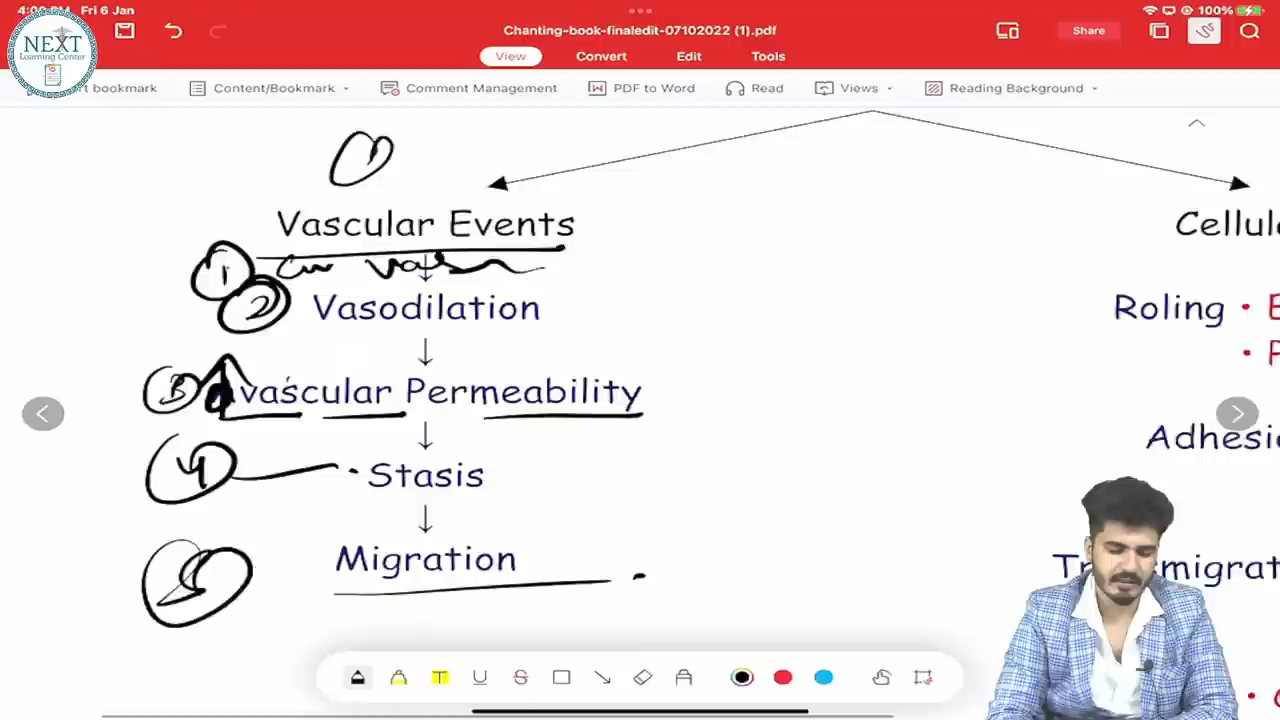 4:00 PM Fri 6 Jan
100%
NEXT
Learning Center
Chanting-book-finaledit-07102022 (1).pdf
Share
View Convert Edit Tools
bookmark Content/Bookmark Comment Management PDF to Word Read Views Reading Background
1
Vascular Events
1
2 Vasodilation
3 vascular Permeability
4 Stasis
5 Migration
Cellul
Roling • E
• P
Adhesi
migrat
T U S